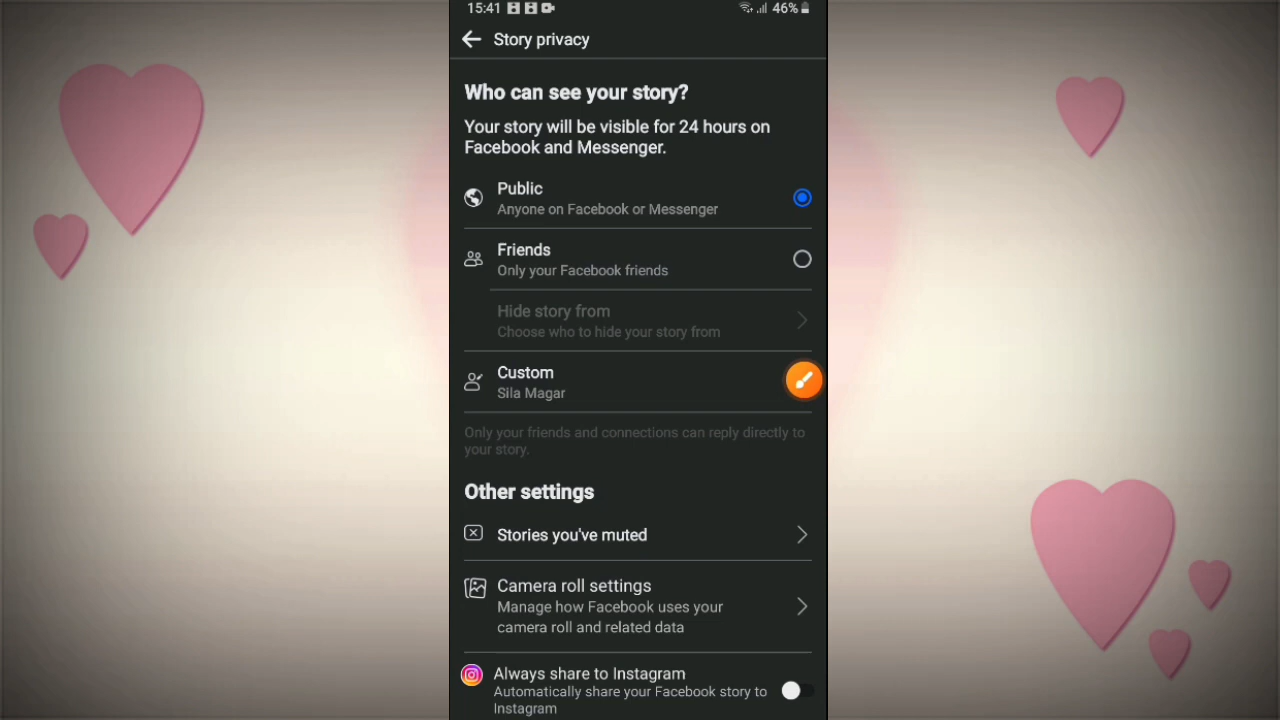 15:41
46%
Story privacy
Who can see your story?
Your story will be visible for 24 hours on
Facebook and Messenger.
Public
Anyone on Facebook or Messenger
Friends
Only your Facebook friends
Hide story from
Choose who to hide your story from
Custom
Sila Magar
Only your friends and connections can reply directly to
your story.
Other settings
Stories you've muted
Camera roll settings
Manage how Facebook uses your
camera roll and related data
Always share to Instagram
Automatically share your Facebook story to
Instagram